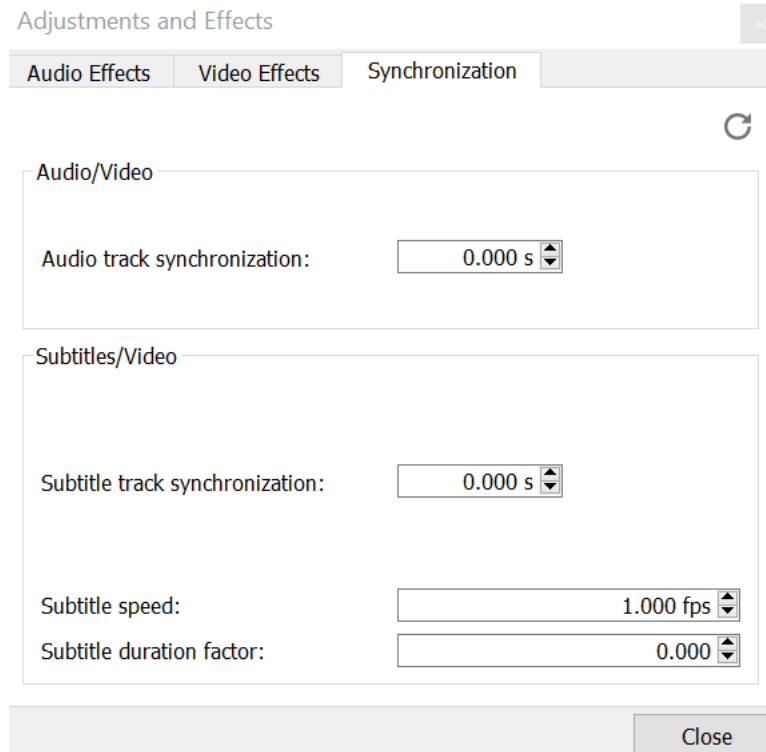 Adjustments and Effects
Audio Effects Video Effects Synchronization
Audio/Video
Audio track synchronization: 0.000 s
Subtitles/Video
Subtitle track synchronization: 0.000 s
Subtitle speed: 1.000 fps
Subtitle duration factor: 0.000
Close